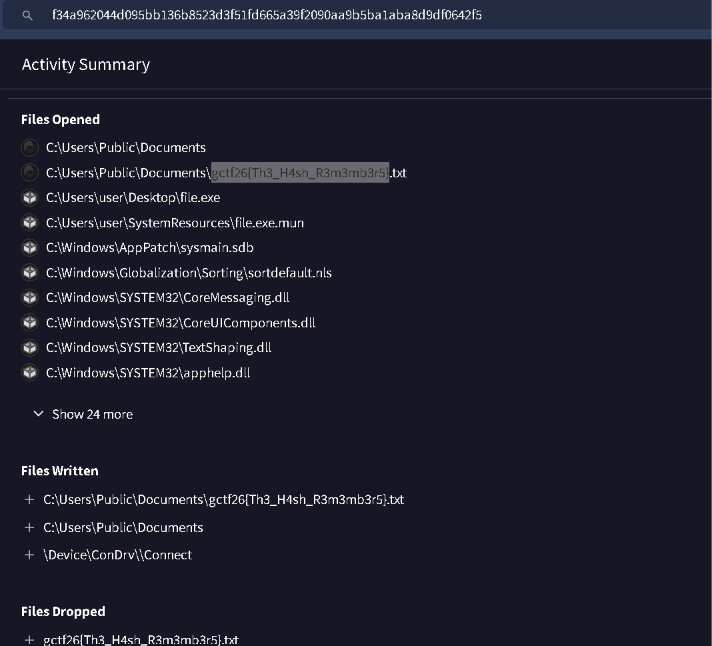 f34a962044d095bb136b8523d3f51fd665a39f2090aa9b5ba1aba8d9df0642f5
Activity Summary
Files Opened
C:\Users\Public\Documents
C:\Users\Public\Documents\gctf26{Th3_H4sh_R3m3mb3r5}.txt
C:\Users\user\Desktop\file.exe
C:\Users\user\SystemResources\file.exe.mun
C:\Windows\AppPatch\sysmain.sdb
C:\Windows\Globalization\Sorting\sortdefault.nls
C:\Windows\SYSTEM32\CoreMessaging.dll
C:\Windows\SYSTEM32\CoreUIComponents.dll
C:\Windows\SYSTEM32\TextShaping.dll
C:\Windows\SYSTEM32\apphelp.dll
Show 24 more
Files Written
+ C:\Users\Public\Documents\gctf26{Th3_H4sh_R3m3mb3r5}.txt
+ C:\Users\Public\Documents
+ \Device\ConDrv\\Connect
Files Dropped
+ gctf26{Th3_H4sh_R3m3mb3r5}.txt